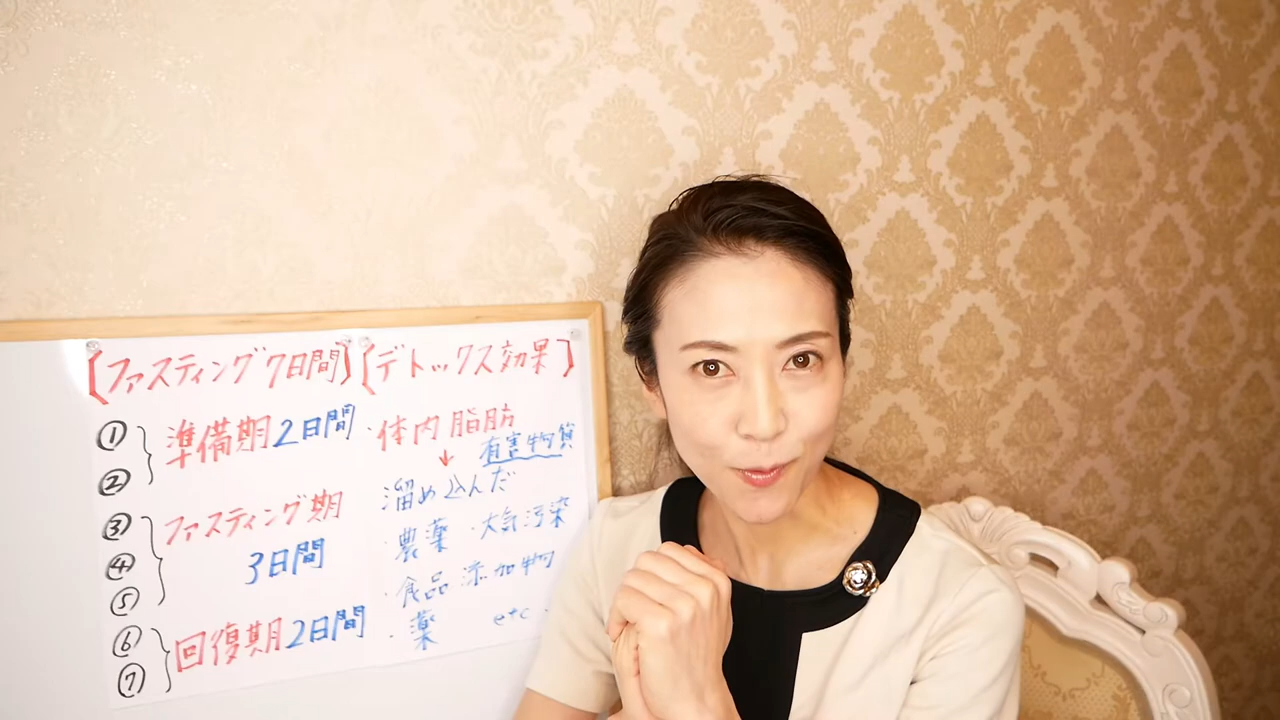 【ファスティング7日間】
① 準備期2日間
②
③ ファスティング期
④ 3日間
⑤
⑥ 回復期2日間
⑦
【デトックス効果】
・体内脂肪
↓ 有害物質
溜め込んだ
・農薬 ・大気汚染
・食品添加物
・薬 etc.